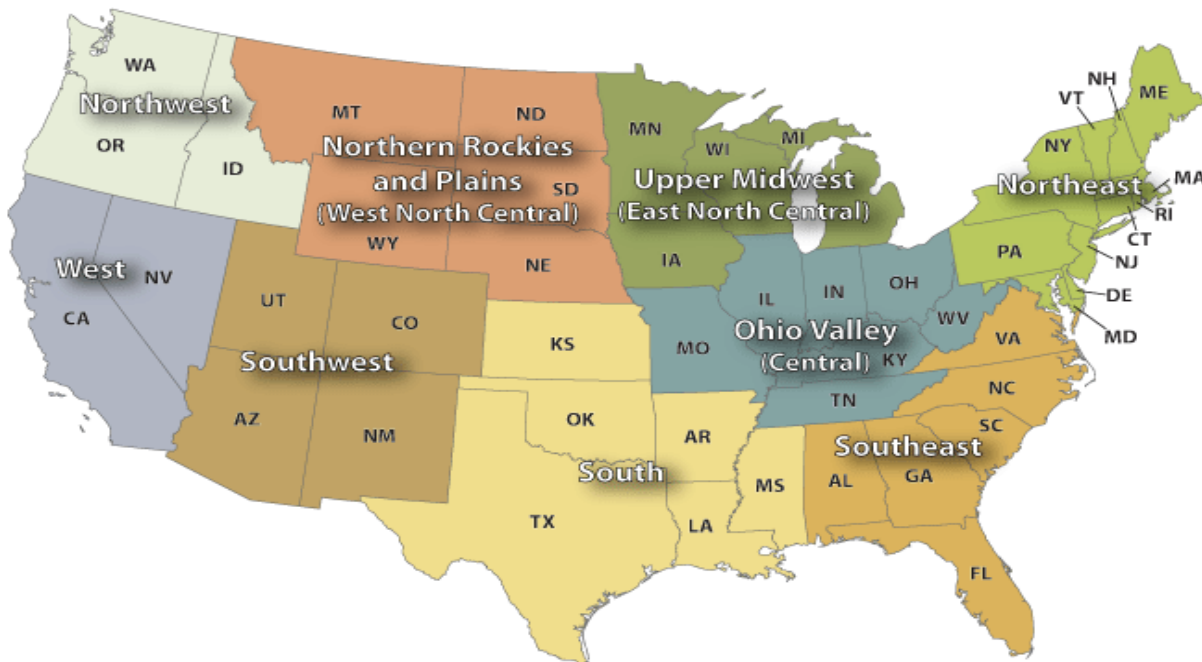 WA
Northwest
OR
ID
MT
ND
Northern Rockies
and Plains
(West North Central)
SD
WY
NE
MN
WI
MI
Upper Midwest
(East North Central)
IA
NH
VT
ME
NY
Northeast
MA
RI
CT
PA
NJ
DE
MD
West
NV
CA
UT
CO
Southwest
AZ
NM
KS
OK
AR
South
TX
LA
MS
IL
IN
OH
WV
Ohio Valley
(Central)
MO
KY
TN
VA
NC
SC
Southeast
AL
GA
FL